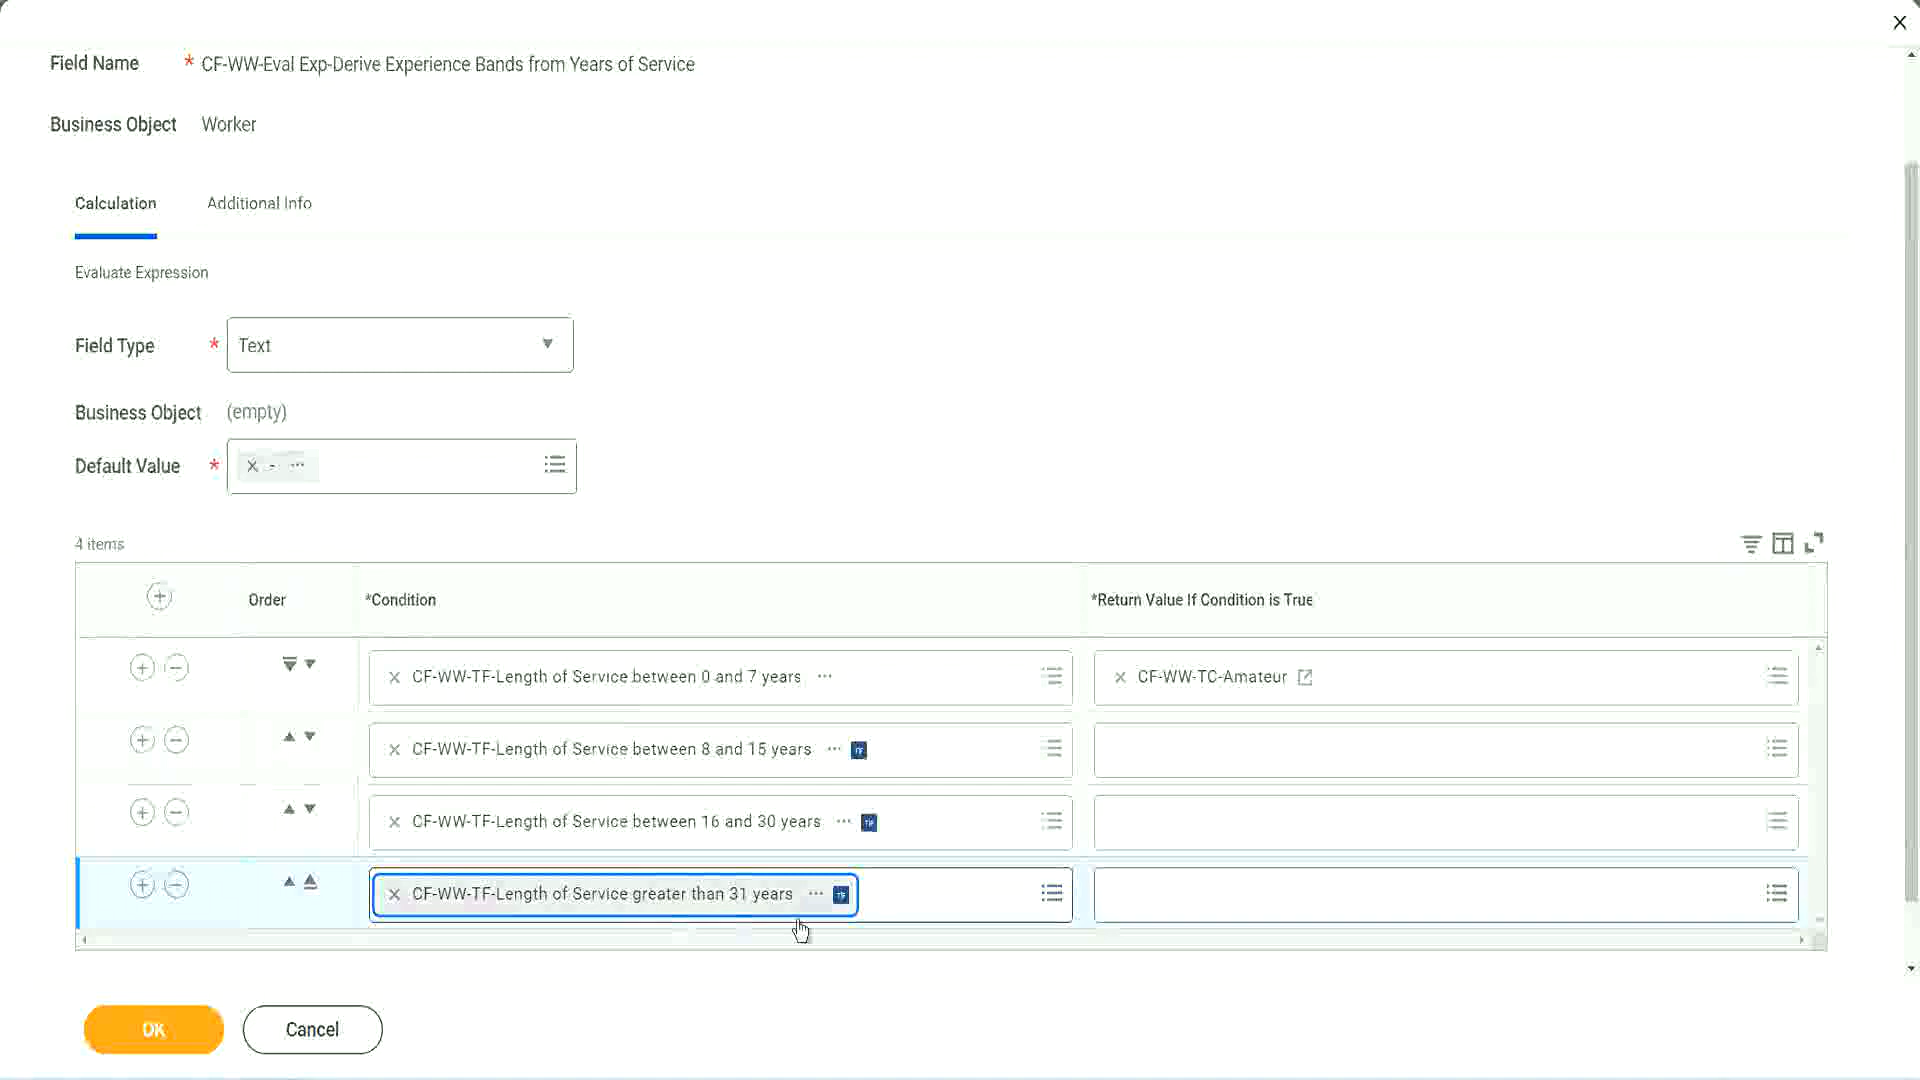 Field Name * CF-WW-Eval Exp-Derive Experience Bands from Years of Service
Business Object Worker
Calculation Additional Info
Evaluate Expression
Field Type * Text
Business Object (empty)
Default Value * -
4 items
Order *Condition *Return Value If Condition is True
CF-WW-TF-Length of Service between 0 and 7 years CF-WW-TC-Amateur
CF-WW-TF-Length of Service between 8 and 15 years
CF-WW-TF-Length of Service between 16 and 30 years
CF-WW-TF-Length of Service greater than 31 years
OK Cancel